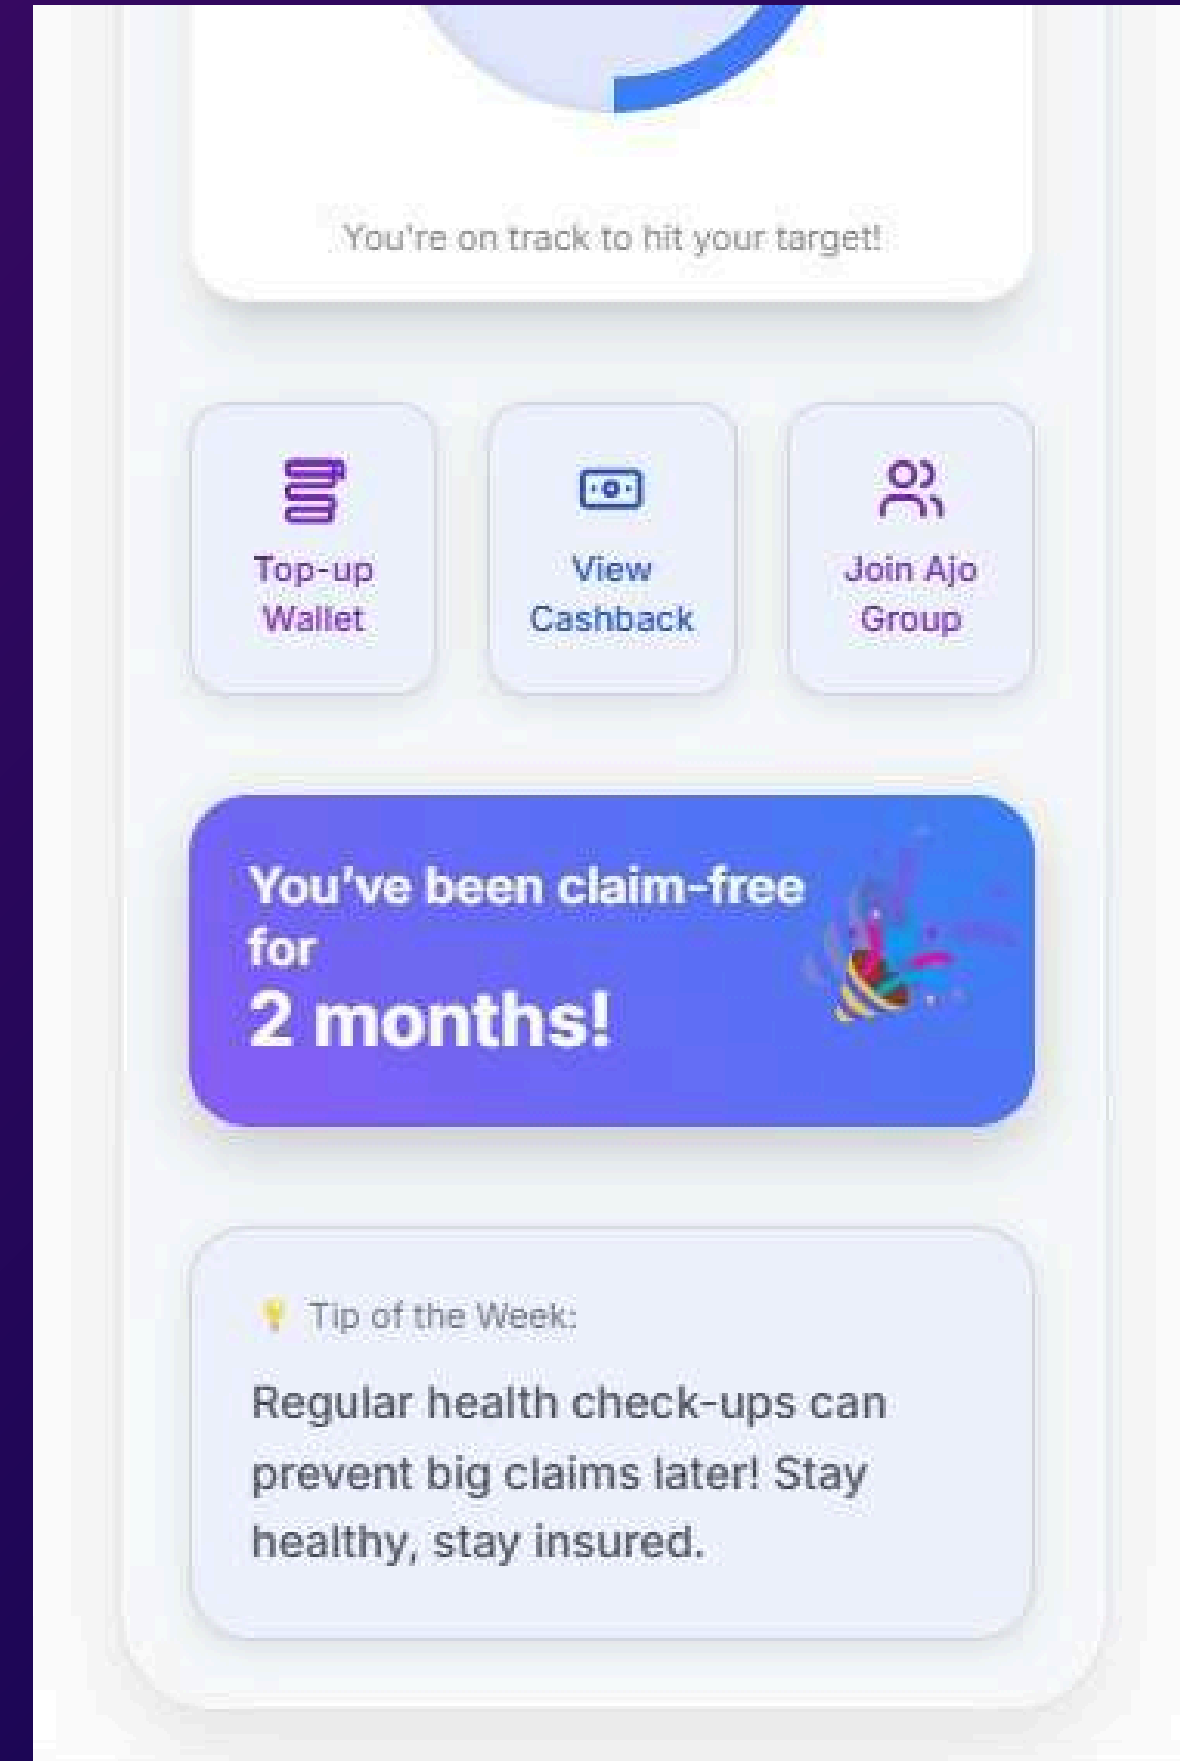 You're on track to hit your target!
Top-up
Wallet
View
Cashback
Join Ajo
Group
You've been claim-free
for
2 months!
Tip of the Week:
Regular health check-ups can
prevent big claims later! Stay
healthy, stay insured.